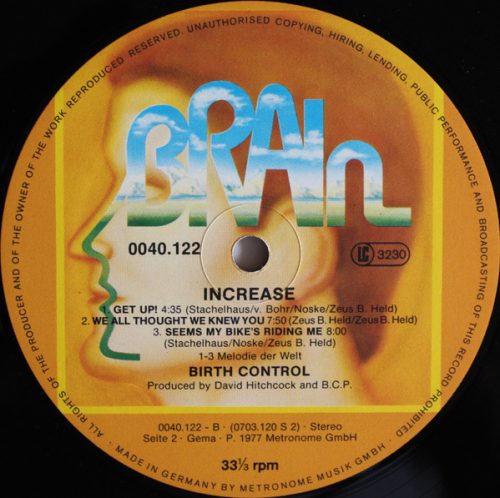 ALL RIGHTS OF THE PRODUCER AND OF THE OWNER OF THE WORK REPRODUCED RESERVED. UNAUTHORISED COPYING, HIRING, LENDING, PUBLIC PERFORMANCE AND BROADCASTING OF THIS RECORD PROHIBITED
BRAIN
0040.122
LC 3230
INCREASE
1. GET UP! 4:35 (Stachelhaus/v. Bohr/Noske/Zeus B. Held)
2. WE ALL THOUGHT WE KNEW YOU 7:50 (Zeus B. Held/Zeus B. Held)
3. SEEMS MY BIKE'S RIDING ME 8:00
(Stachelhaus/Noske/Zeus B. Held)
1-3 Melodie der Welt
BIRTH CONTROL
Produced by David Hitchcock and B.C.P.
0040.122 - B · (0703.120 S 2) · Stereo
Seite 2 · Gema · P. 1977 Metronome GmbH
33⅓ rpm
· MADE IN GERMANY BY METRONOME MUSIK GMBH ·